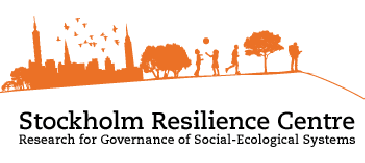 Stockholm Resilience Centre
Research for Governance of Social-Ecological Systems